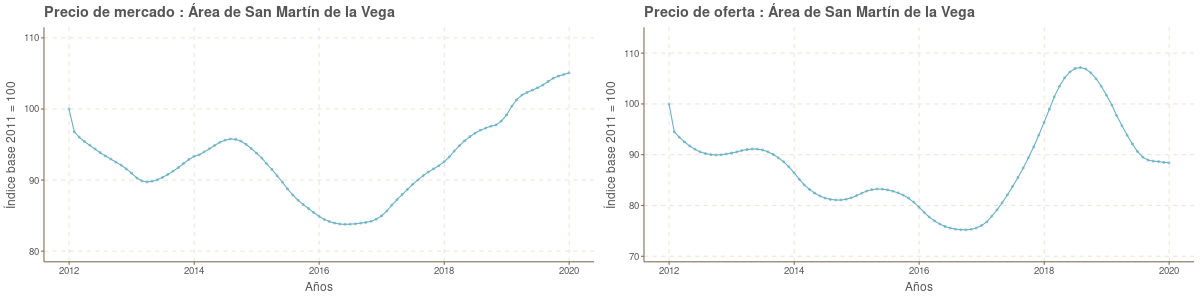 Precio de mercado : Área de San Martín de la Vega
Índice base 2011 = 100
110
100
90
80
2012 2014 2016 2018 2020
Años
Precio de oferta : Área de San Martín de la Vega
Índice base 2011 = 100
110
100
90
80
70
2012 2014 2016 2018 2020
Años